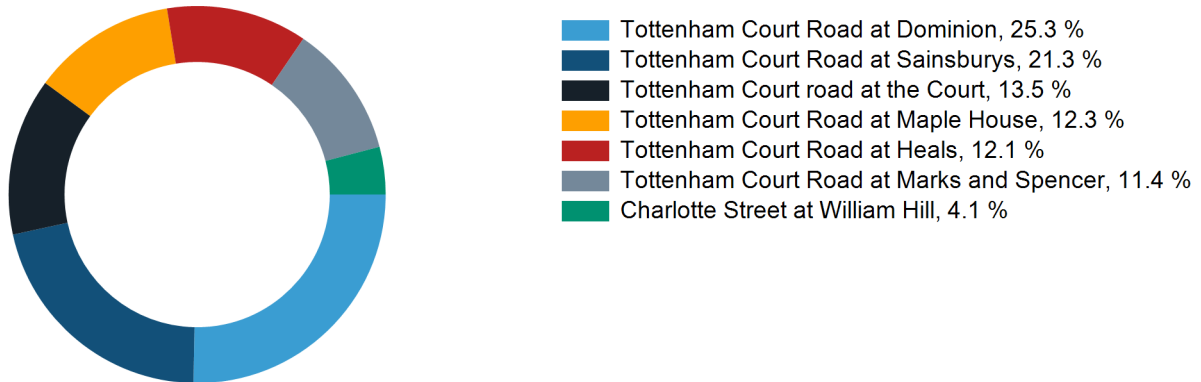 Tottenham Court Road at Dominion, 25.3 %
Tottenham Court Road at Sainsburys, 21.3 %
Tottenham Court road at the Court, 13.5 %
Tottenham Court Road at Maple House, 12.3 %
Tottenham Court Road at Heals, 12.1 %
Tottenham Court Road at Marks and Spencer, 11.4 %
Charlotte Street at William Hill, 4.1 %